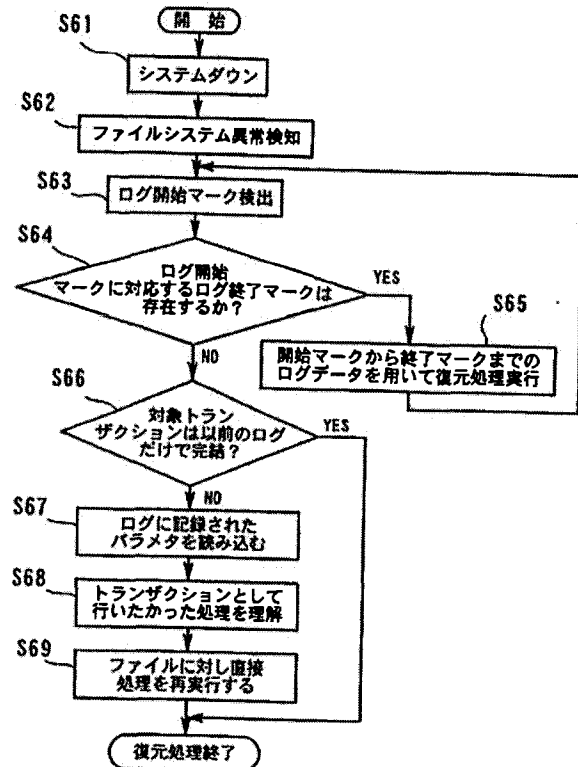 開 始
S61
システムダウン
S62
ファイルシステム異常検知
S63
ログ開始マーク検出
S64
ログ開始
マークに対応するログ終了マークは
存在するか?
YES
S65
開始マークから終了マークまでの
ログデータを用いて復元処理実行
NO
S66
対象トラン
ザクションは以前のログ
だけで完結?
YES
NO
S67
ログに記録された
パラメタを読み込む
S68
トランザクションとして
行いたかった処理を理解
S69
ファイルに対し直接
処理を再実行する
復元処理終了